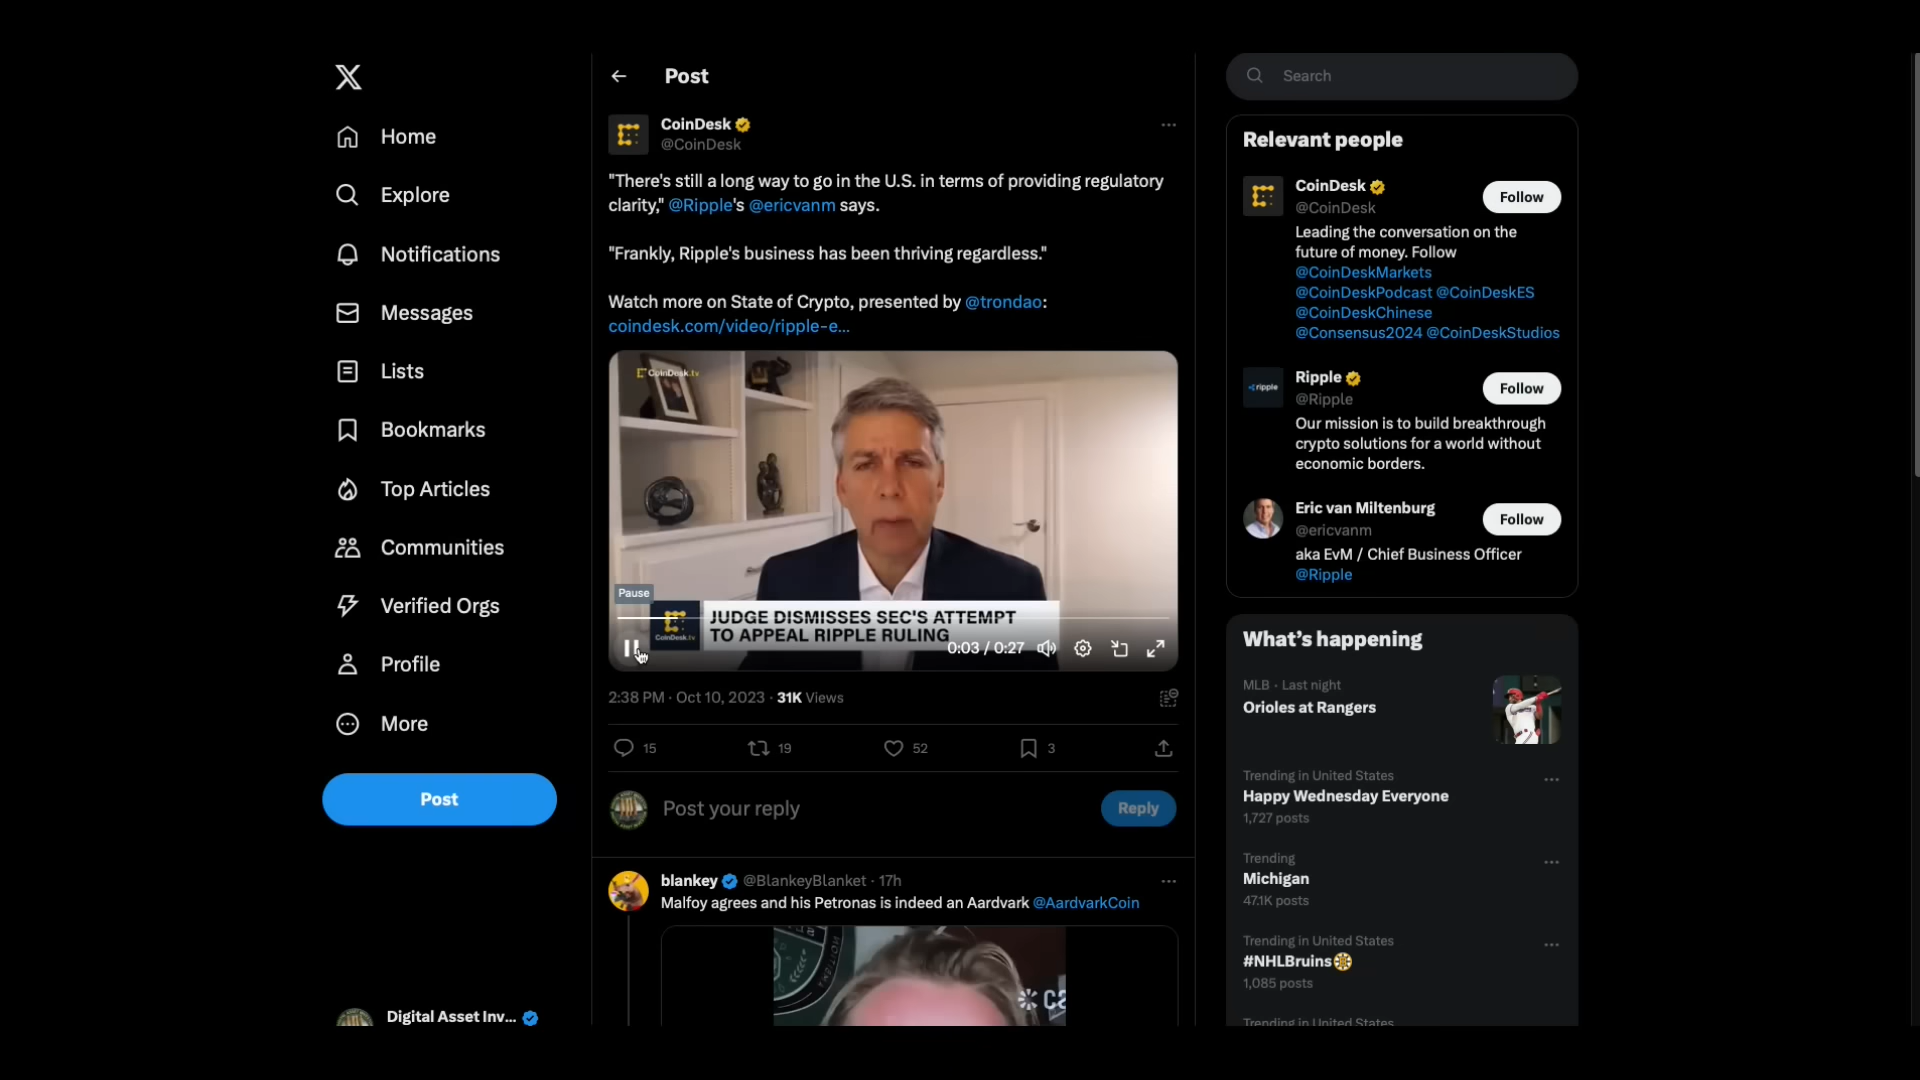 Home
Explore
Notifications
Messages
Lists
Bookmarks
Top Articles
Communities
Verified Orgs
Profile
More
Post
Digital Asset Inv...
Post
CoinDesk
@CoinDesk
"There's still a long way to go in the U.S. in terms of providing regulatory
clarity," @Ripple's @ericvanm says.
"Frankly, Ripple's business has been thriving regardless."
Watch more on State of Crypto, presented by @trondao:
coindesk.com/video/ripple-e...
CoinDesk.tv
Pause
CoinDesk.tv
JUDGE DISMISSES SEC'S ATTEMPT
TO APPEAL RIPPLE RULING
0:03 / 0:27
2:38 PM · Oct 10, 2023 · 31K Views
15 19 52 3
Post your reply
Reply
blankey @BlankeyBlanket · 17h
Malfoy agrees and his Petronas is indeed an Aardvark @AardvarkCoin
Search
Relevant people
CoinDesk
@CoinDesk
Follow
Leading the conversation on the
future of money. Follow
@CoinDeskMarkets
@CoinDeskPodcast @CoinDeskES
@CoinDeskChinese
@Consensus2024 @CoinDeskStudios
ripple
Ripple
@Ripple
Follow
Our mission is to build breakthrough
crypto solutions for a world without
economic borders.
Eric van Miltenburg
@ericvanm
Follow
aka EvM / Chief Business Officer
@Ripple
What's happening
MLB · Last night
Orioles at Rangers
Trending in United States
Happy Wednesday Everyone
1,727 posts
Trending
Michigan
47.1K posts
Trending in United States
#NHLBruins
1,085 posts
Trending in United States